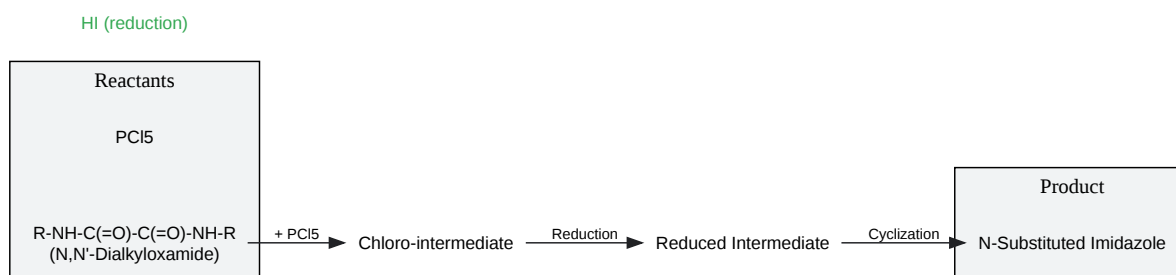 HI (reduction)
Reactants
PCl5
R-NH-C(=O)-C(=O)-NH-R
(N,N'-Dialkyloxamide)
+ PCl5
Chloro-intermediate
Reduction
Reduced Intermediate
Cyclization
Product
N-Substituted Imidazole